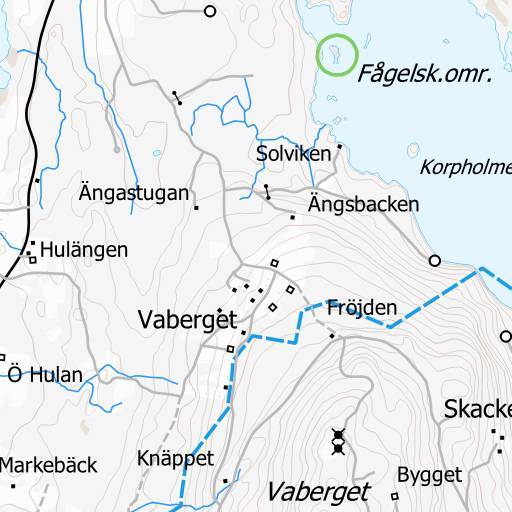 Fågelsk.omr.
Solviken
Korpholme
Ängastugan
Ängsbacken
Hulängen
Fröjden
Vaberget
Ö Hulan
Skacke
Knäppet
Markebäck
Bygget
Vaberget